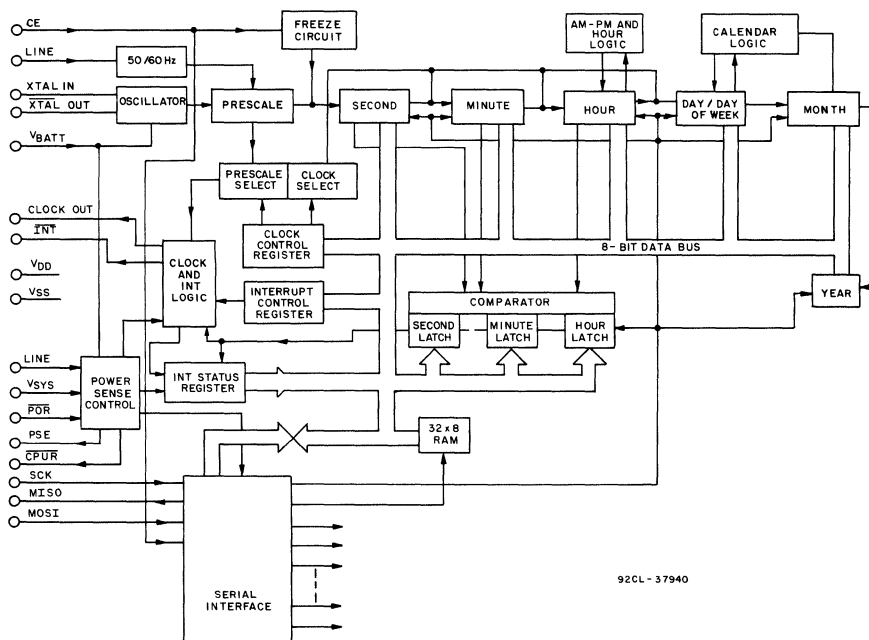 CE
FREEZE
CIRCUIT
AM-PM AND
HOUR
LOGIC
CALENDAR
LOGIC
LINE
50/60 Hz
XTAL IN
XTAL OUT
OSCILLATOR
PRESCALE
SECOND
MINUTE
HOUR
DAY / DAY
OF WEEK
MONTH
VBATT
PRESCALE
SELECT
CLOCK
SELECT
CLOCK OUT
INT
CLOCK
AND
INT
LOGIC
CLOCK
CONTROL
REGISTER
8-BIT DATA BUS
VDD
VSS
INTERRUPT
CONTROL
REGISTER
COMPARATOR
YEAR
SECOND
LATCH
MINUTE
LATCH
HOUR
LATCH
LINE
VSYS
POR
PSE
CPUR
POWER
SENSE
CONTROL
INT STATUS
REGISTER
32 x 8
RAM
SCK
MISO
MOSI
SERIAL
INTERFACE
92CL-37940